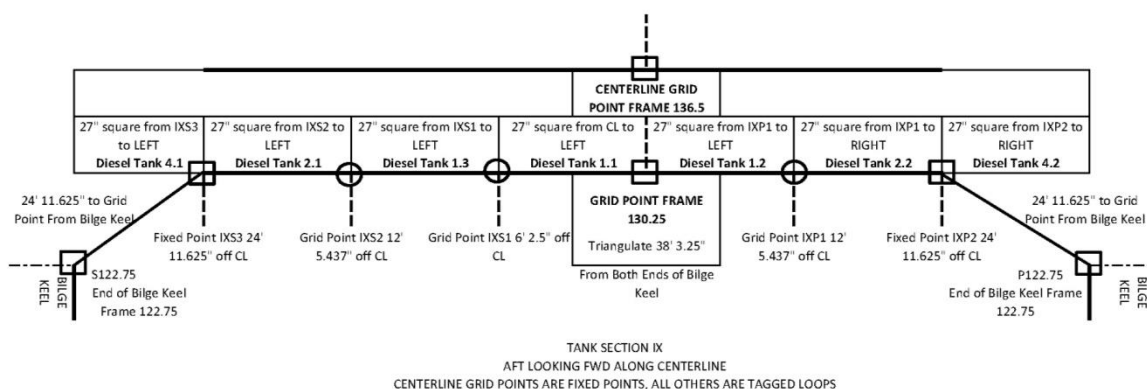 CENTERLINE GRID
POINT FRAME 136.5
27" square from IXS3
to LEFT
Diesel Tank 4.1
27" square from IXS2 to
LEFT
Diesel Tank 2.1
27" square from IXS1 to
LEFT
Diesel Tank 1.3
27" square from CL to
LEFT
Diesel Tank 1.1
27" square from IXP1 to
LEFT
Diesel Tank 1.2
27" square from IXP1 to
RIGHT
Diesel Tank 2.2
27" square from IXP2 to
RIGHT
Diesel Tank 4.2
24' 11.625" to Grid
Point From Bilge Keel
Fixed Point IXS3 24'
11.625" off CL
Grid Point IXS2 12'
5.437" off CL
Grid Point IXS1 6' 2.5" off
CL
GRID POINT FRAME
130.25
Triangulate 38' 3.25"
From Both Ends of Bilge
Keel
Grid Point IXP1 12'
5.437" off CL
Fixed Point IXP2 24'
11.625" off CL
24' 11.625" to Grid
Point From Bilge Keel
BILGE
KEEL
S122.75
End of Bilge Keel
Frame 122.75
P122.75
End of Bilge Keel Frame
122.75
BILGE
KEEL
TANK SECTION IX
AFT LOOKING FWD ALONG CENTERLINE
CENTERLINE GRID POINTS ARE FIXED POINTS, ALL OTHERS ARE TAGGED LOOPS